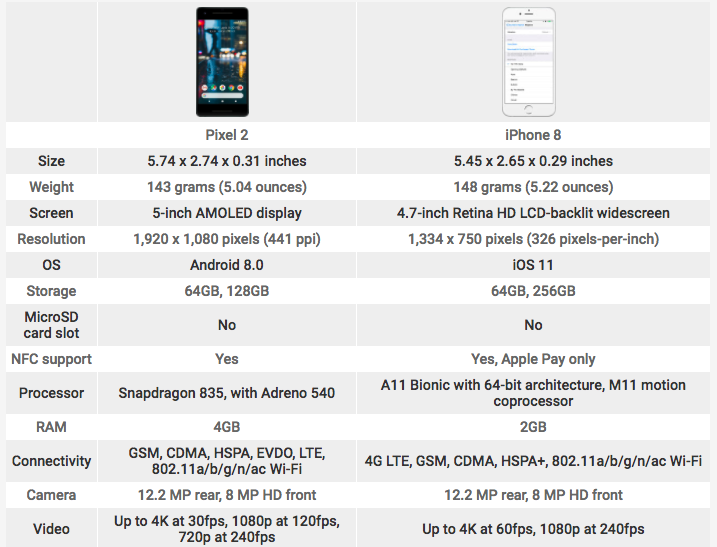 Pixel 2 iPhone 8
Size 5.74 x 2.74 x 0.31 inches 5.45 x 2.65 x 0.29 inches
Weight 143 grams (5.04 ounces) 148 grams (5.22 ounces)
Screen 5-inch AMOLED display 4.7-inch Retina HD LCD-backlit widescreen
Resolution 1,920 x 1,080 pixels (441 ppi) 1,334 x 750 pixels (326 pixels-per-inch)
OS Android 8.0 iOS 11
Storage 64GB, 128GB 64GB, 256GB
MicroSD
card slot No No
NFC support Yes Yes, Apple Pay only
Processor Snapdragon 835, with Adreno 540 A11 Bionic with 64-bit architecture, M11 motion
coprocessor
RAM 4GB 2GB
Connectivity GSM, CDMA, HSPA, EVDO, LTE,
802.11a/b/g/n/ac Wi-Fi 4G LTE, GSM, CDMA, HSPA+, 802.11a/b/g/n/ac Wi-Fi
Camera 12.2 MP rear, 8 MP HD front 12.2 MP rear, 8 MP HD front
Video Up to 4K at 30fps, 1080p at 120fps,
720p at 240fps Up to 4K at 60fps, 1080p at 240fps